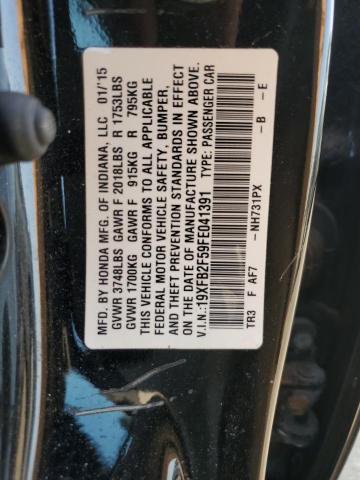 MFD. BY HONDA MFG. OF INDIANA, LLC 01/15
GVWR 3748LBS GAWR F 2018LBS R 1753LBS
GVWR 1700KG GAWR F 915KG R 795KG
THIS VEHICLE CONFORMS TO ALL APPLICABLE
FEDERAL MOTOR VEHICLE SAFETY, BUMPER,
AND THEFT PREVENTION STANDARDS IN EFFECT
ON THE DATE OF MANUFACTURE SHOWN ABOVE.
V.I.N.:19XFB2F59FE041391 TYPE: PASSENGER CAR
TR3 F AF7 -NH731PX -B -E